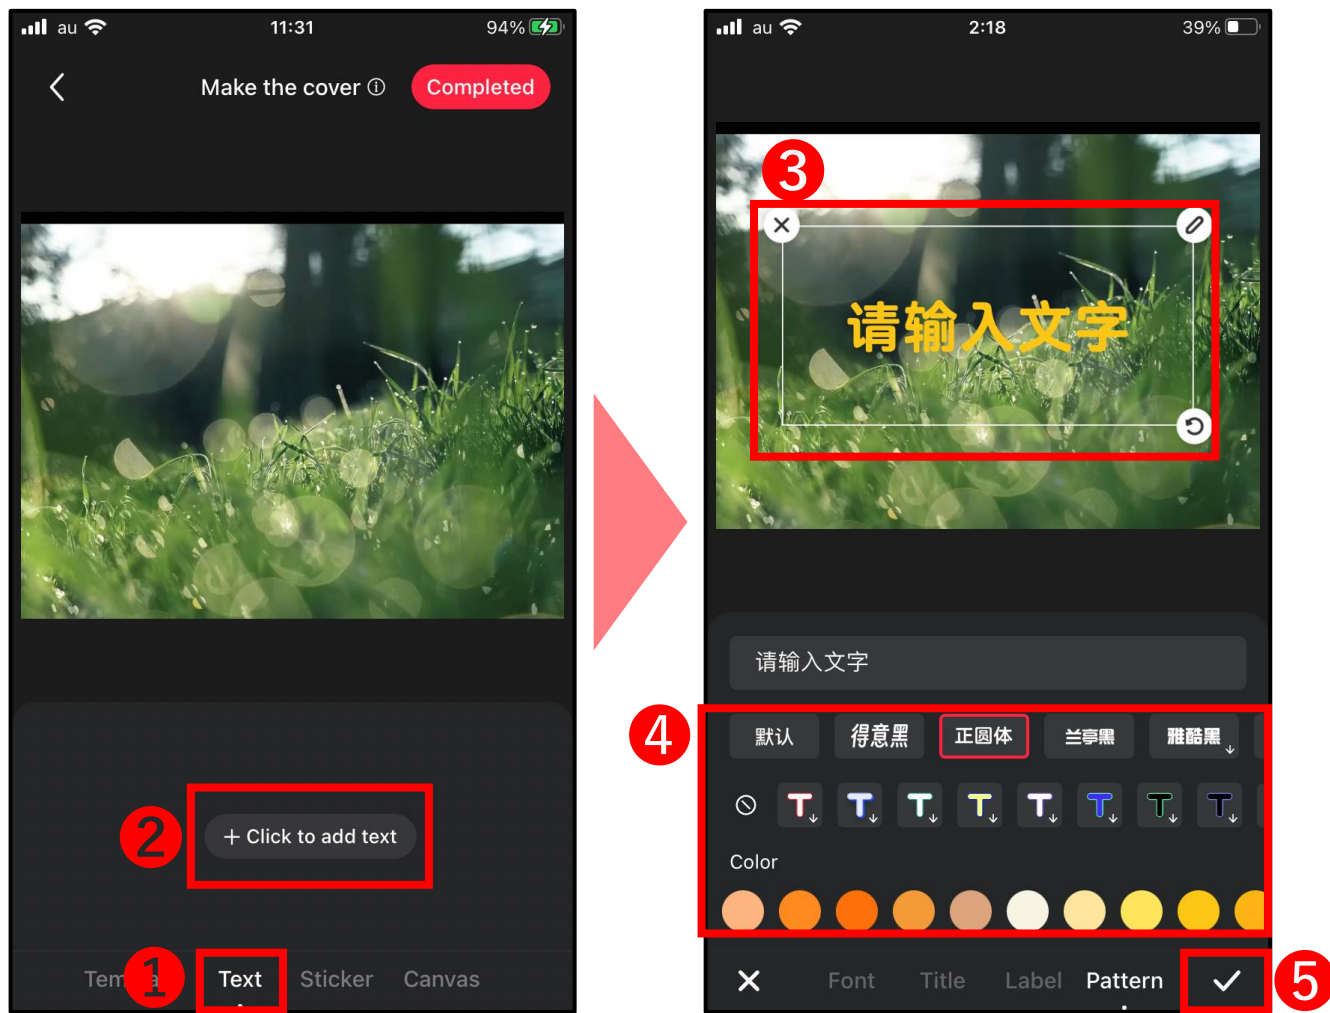 au
11:31
94%
Make the cover
Completed
2
+ Click to add text
1
Text
Sticker
Canvas
au
2:18
39%
3
请输入文字
请输入文字
4
默认
得意黑
正圆体
兰亭黑
雅酷黑
T T T T T T T T
Color
Font
Title
Label
Pattern
5